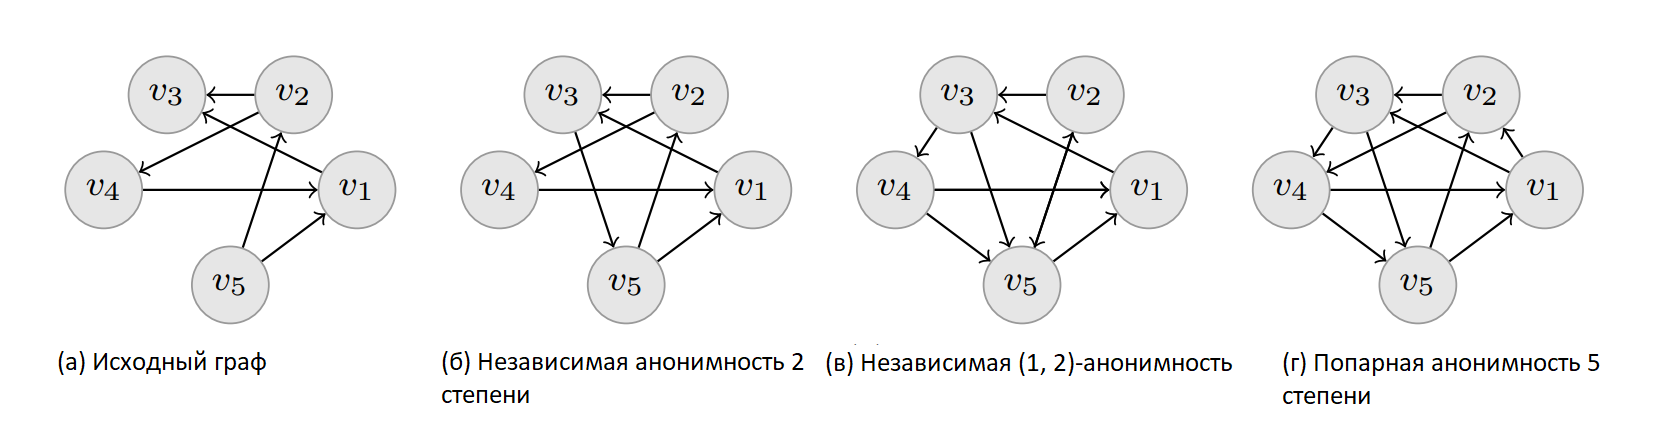 v3 v2 v3 v2 v3 v2 v3 v2
v4 v1 v4 v1 v4 v1 v4 v1
v5 v5 v5 v5
(а) Исходный граф
(б) Независимая анонимность 2
степени
(в) Независимая (1, 2)-анонимность
(г) Попарная анонимность 5
степени